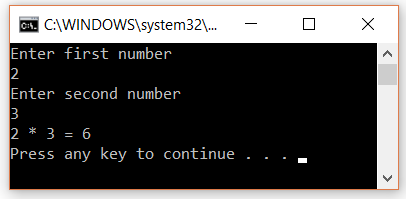 C:\WINDOWS\system32\...
Enter first number
2
Enter second number
3
2 * 3 = 6
Press any key to continue . . .